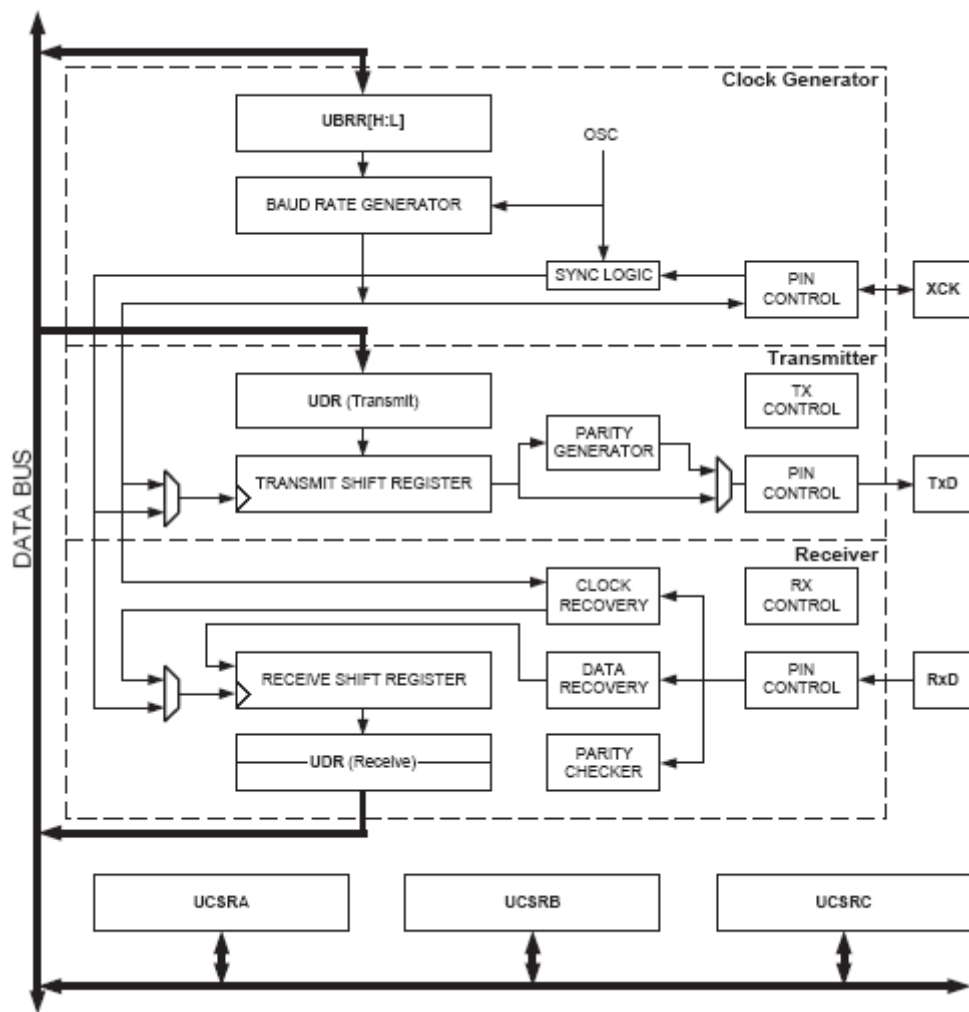 Clock Generator
UBRR[H:L]
OSC
BAUD RATE GENERATOR
SYNC LOGIC
PIN
CONTROL
XCK
Transmitter
UDR (Transmit)
TX
CONTROL
PARITY
GENERATOR
TRANSMIT SHIFT REGISTER
PIN
CONTROL
TxD
DATA BUS
Receiver
CLOCK
RECOVERY
RX
CONTROL
RECEIVE SHIFT REGISTER
DATA
RECOVERY
PIN
CONTROL
RxD
UDR (Receive)
PARITY
CHECKER
UCSRA
UCSRB
UCSRC